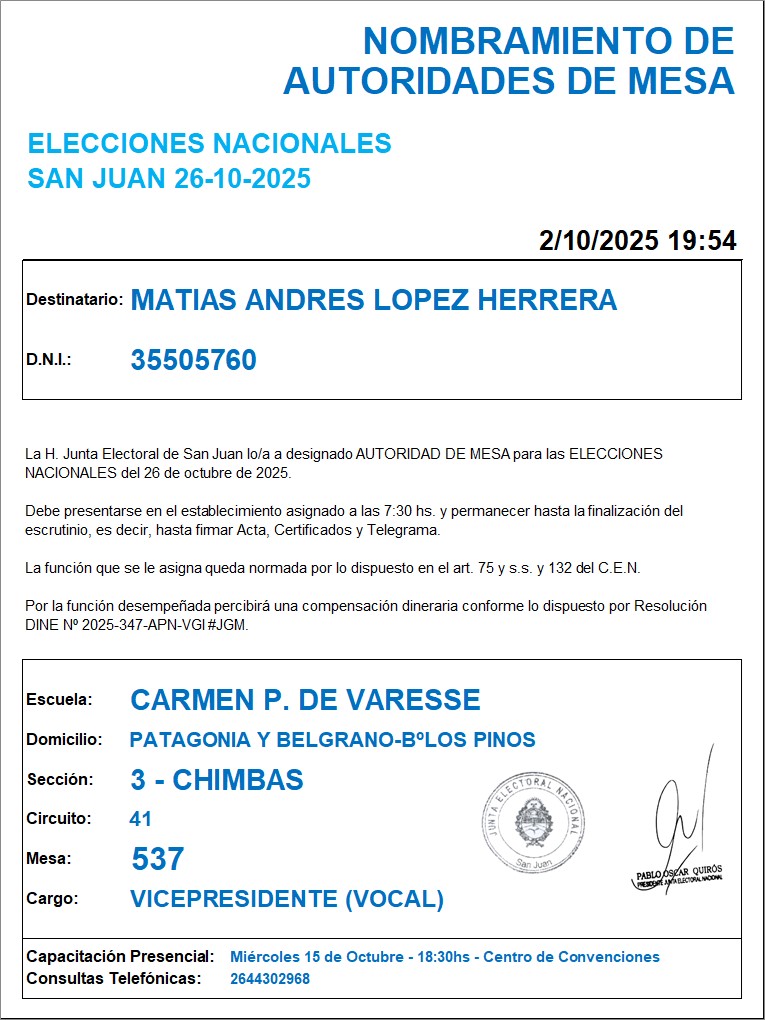 NOMBRAMIENTO DE
AUTORIDADES DE MESA
ELECCIONES NACIONALES
SAN JUAN 26-10-2025
2/10/2025 19:54
Destinatario: MATIAS ANDRES LOPEZ HERRERA
D.N.I.: 35505760
La H. Junta Electoral de San Juan lo/a a designado AUTORIDAD DE MESA para las ELECCIONES
NACIONALES del 26 de octubre de 2025.
Debe presentarse en el establecimiento asignado a las 7:30 hs. y permanecer hasta la finalización del
escrutinio, es decir, hasta firmar Acta, Certificados y Telegrama.
La función que se le asigna queda normada por lo dispuesto en el art. 75 y s.s. y 132 del C.E.N.
Por la función desempeñada percibirá una compensación dineraria conforme lo dispuesto por Resolución
DINE Nº 2025-347-APN-VGI#JGM.
Escuela: CARMEN P. DE VARESSE
Domicilio: PATAGONIA Y BELGRANO-BºLOS PINOS
Sección: 3 - CHIMBAS
Circuito: 41
Mesa: 537
Cargo: VICEPRESIDENTE (VOCAL)
JUNTA ELECTORAL NACIONAL
San Juan
PABLO OSCAR QUIRÓS
PRESIDENTE JUNTA ELECTORAL NACIONAL
Capacitación Presencial: Miércoles 15 de Octubre - 18:30hs - Centro de Convenciones
Consultas Telefónicas: 2644302968